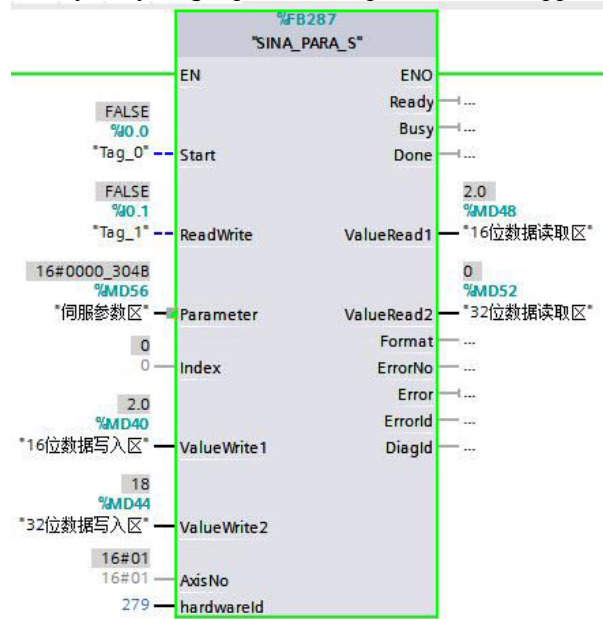 %FB287
"SINA_PARA_S"
EN ENO
Ready ...
FALSE Busy ...
%I0.0
"Tag_0" Start Done ...
FALSE 2.0
%I0.1 %MD48
"Tag_1" ReadWrite ValueRead1 "16位数据读取区"
16#0000_304B 0
%MD56 %MD52
"伺服参数区" Parameter ValueRead2 "32位数据读取区"
Format ...
0
0 Index ErrorNo ...
Error ...
2.0
%MD40 ErrorId ...
"16位数据写入区" ValueWrite1 DiagId ...
18
%MD44
"32位数据写入区" ValueWrite2
16#01
16#01 AxisNo
279 hardwareId